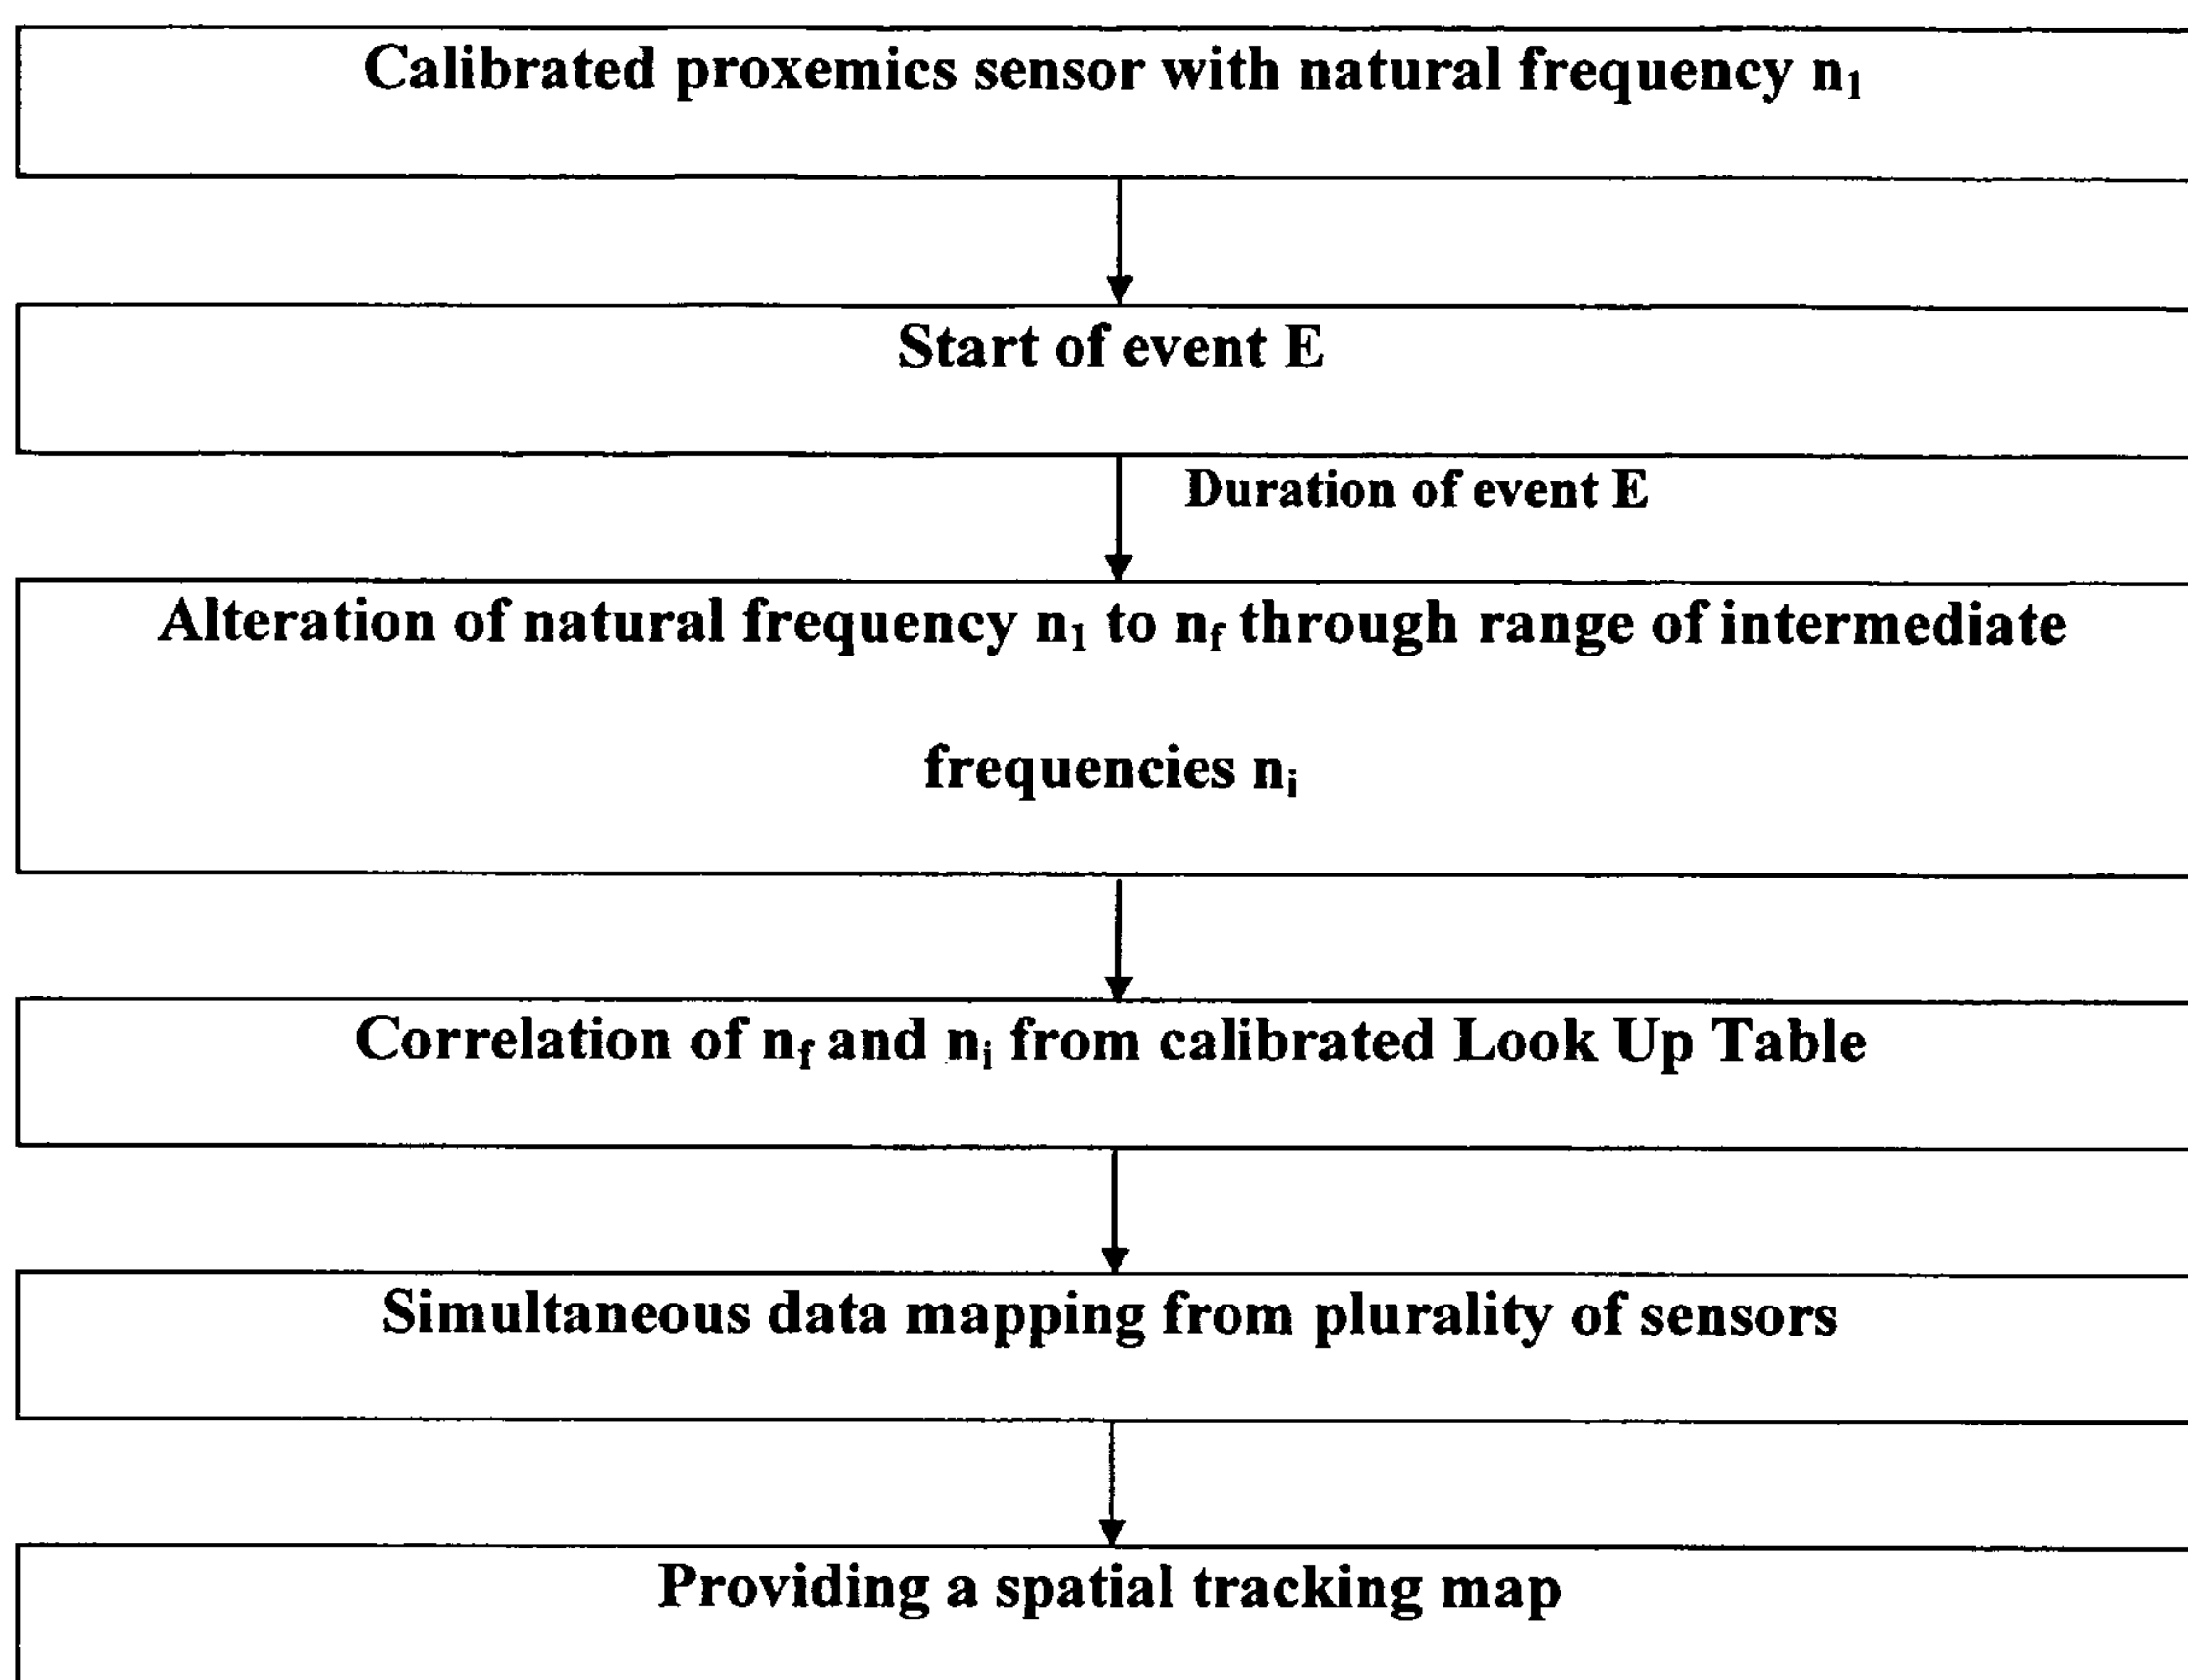 Calibrated proxemics sensor with natural frequency n₁
Start of event E
Duration of event E
Alteration of natural frequency n₁ to n_f through range of intermediate
frequencies nᵢ
Correlation of n_f and nᵢ from calibrated Look Up Table
Simultaneous data mapping from plurality of sensors
Providing a spatial tracking map